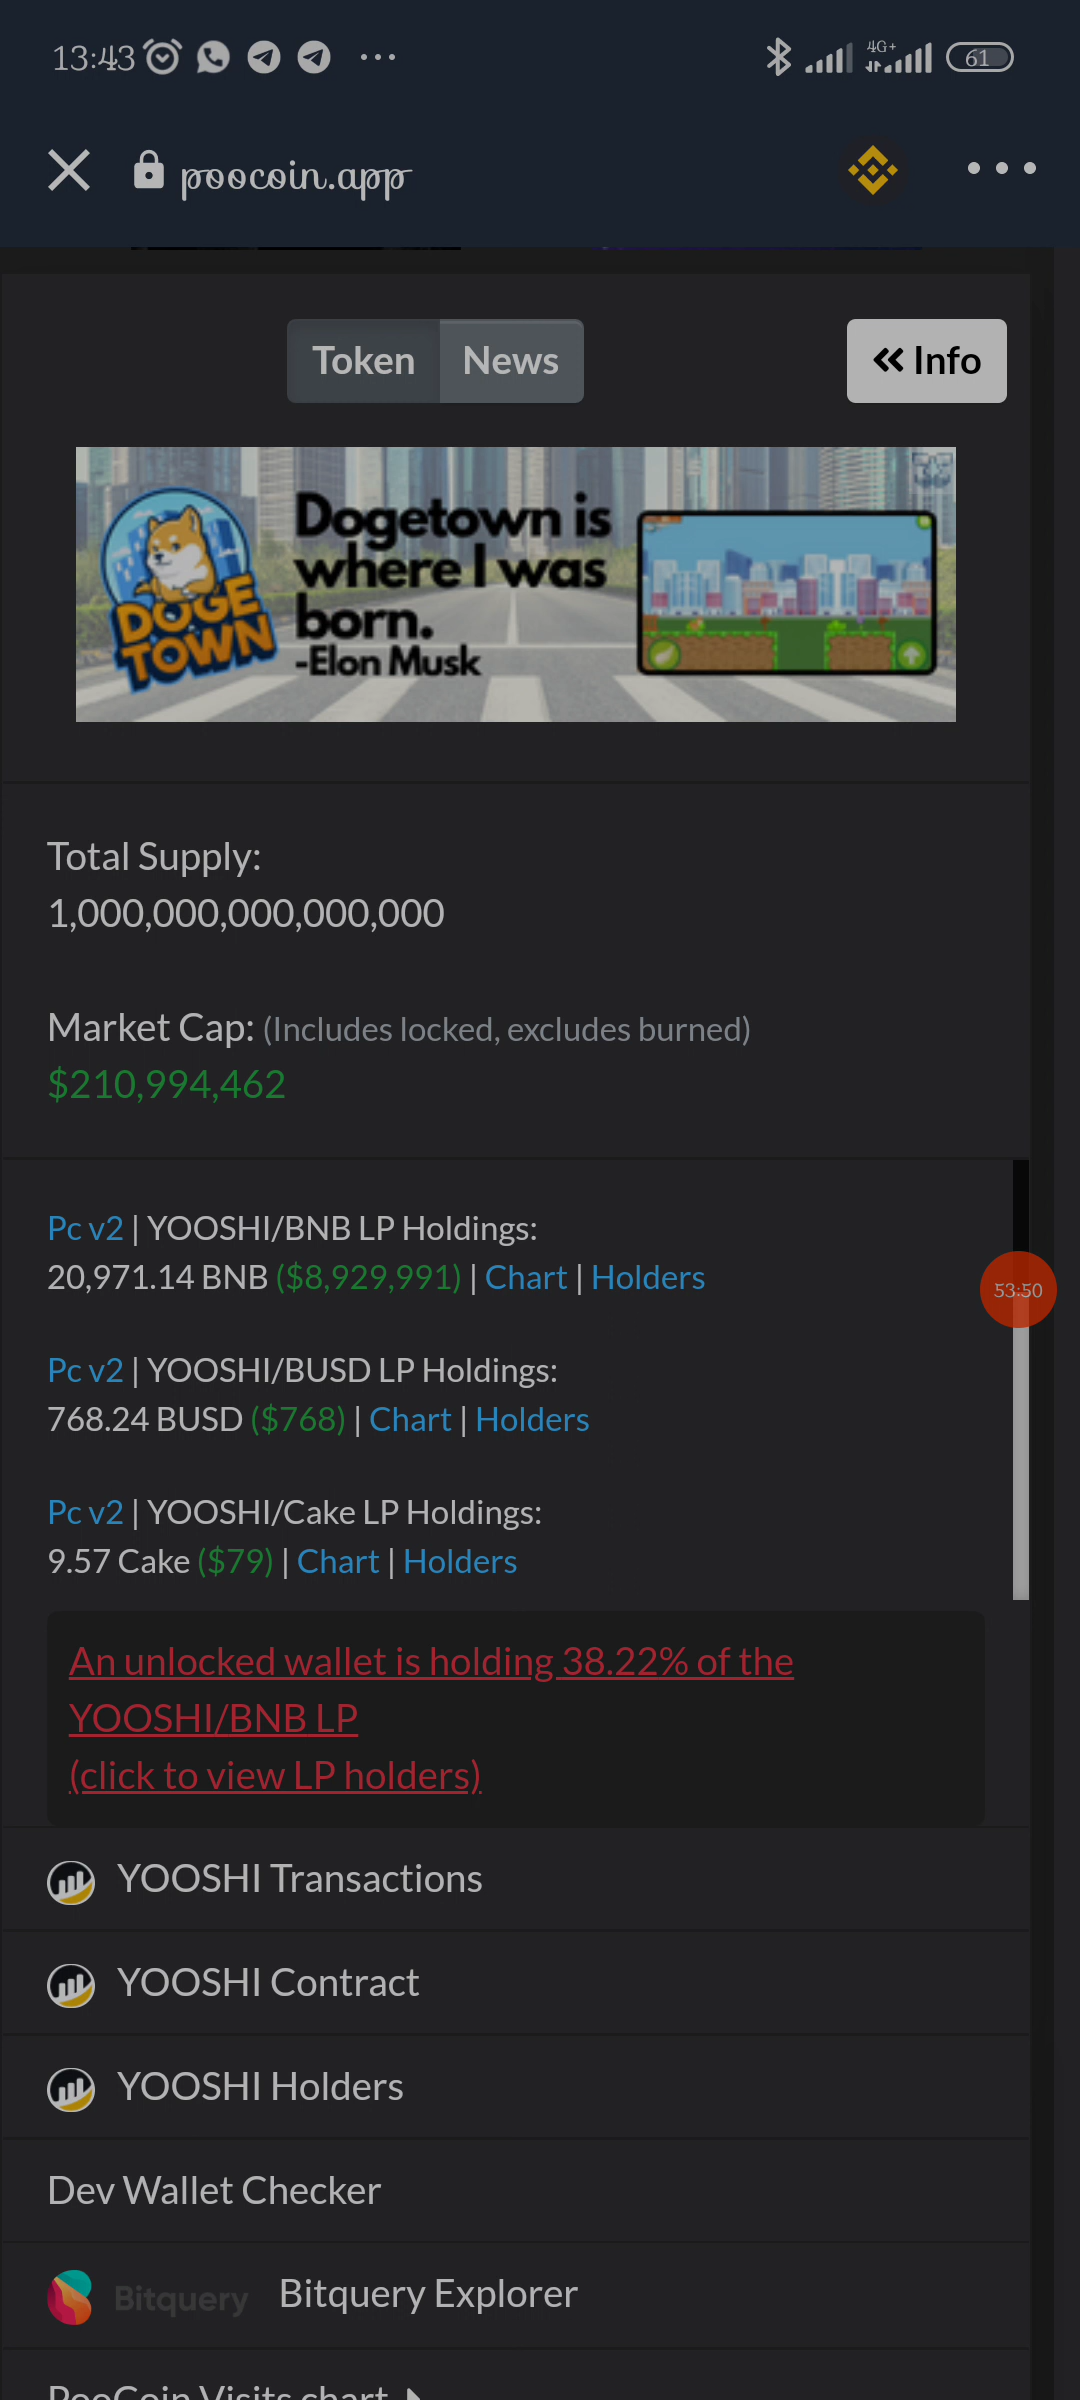 13:43
4G+
61
poocoin.app
Token
News
Info
DOGE
TOWN
Dogetown is
where I was
born.
-Elon Musk
Total Supply:
1,000,000,000,000,000
Market Cap: (Includes locked, excludes burned)
$210,994,462
Pc v2 | YOOSHI/BNB LP Holdings:
20,971.14 BNB ($8,929,991) | Chart | Holders
53:50
Pc v2 | YOOSHI/BUSD LP Holdings:
768.24 BUSD ($768) | Chart | Holders
Pc v2 | YOOSHI/Cake LP Holdings:
9.57 Cake ($79) | Chart | Holders
An unlocked wallet is holding 38.22% of the
YOOSHI/BNB LP
(click to view LP holders)
YOOSHI Transactions
YOOSHI Contract
YOOSHI Holders
Dev Wallet Checker
Bitquery Bitquery Explorer
PooCoin Visits chart